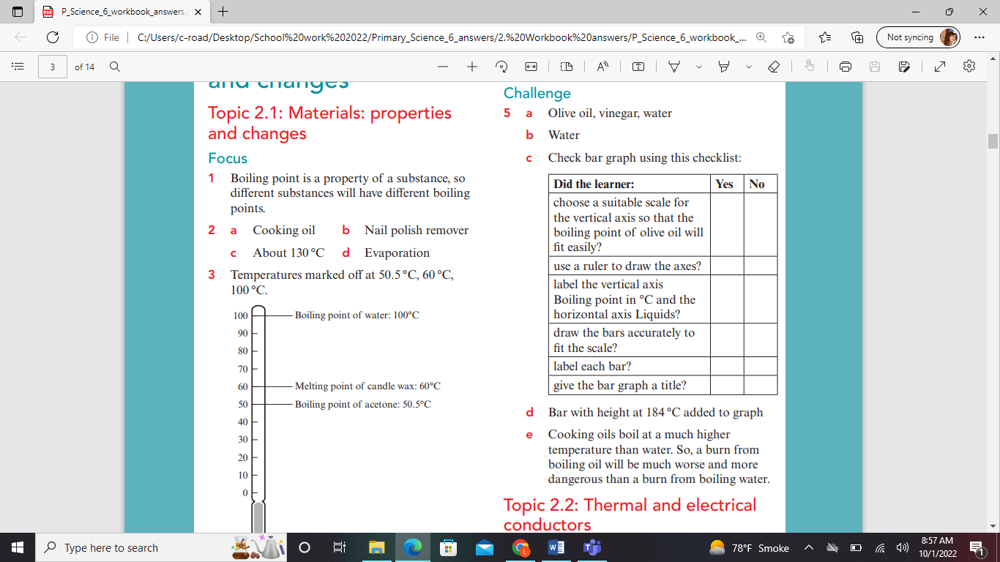 P_Science_6_workbook_answers.
File
C:/Users/c-road/Desktop/School%20work%202022/Primary_Science_6_answers/2.%20Workbook%20answers/P_Science_6_workbook_...
Not syncing
3 of 14
and changes
Topic 2.1: Materials: properties
and changes
Focus
1 Boiling point is a property of a substance, so
different substances will have different boiling
points.
2 a Cooking oil b Nail polish remover
c About 130 °C d Evaporation
3 Temperatures marked off at 50.5 °C, 60 °C,
100 °C.
100 Boiling point of water: 100°C
90
80
70
60 Melting point of candle wax: 60°C
50 Boiling point of acetone: 50.5°C
40
30
20
10
0
Challenge
5 a Olive oil, vinegar, water
b Water
c Check bar graph using this checklist:
Did the learner: Yes No
choose a suitable scale for
the vertical axis so that the
boiling point of olive oil will
fit easily?
use a ruler to draw the axes?
label the vertical axis
Boiling point in °C and the
horizontal axis Liquids?
draw the bars accurately to
fit the scale?
label each bar?
give the bar graph a title?
d Bar with height at 184 °C added to graph
e Cooking oils boil at a much higher
temperature than water. So, a burn from
boiling oil will be much worse and more
dangerous than a burn from boiling water.
Topic 2.2: Thermal and electrical
conductors
Type here to search
78°F Smoke
8:57 AM
10/1/2022
1